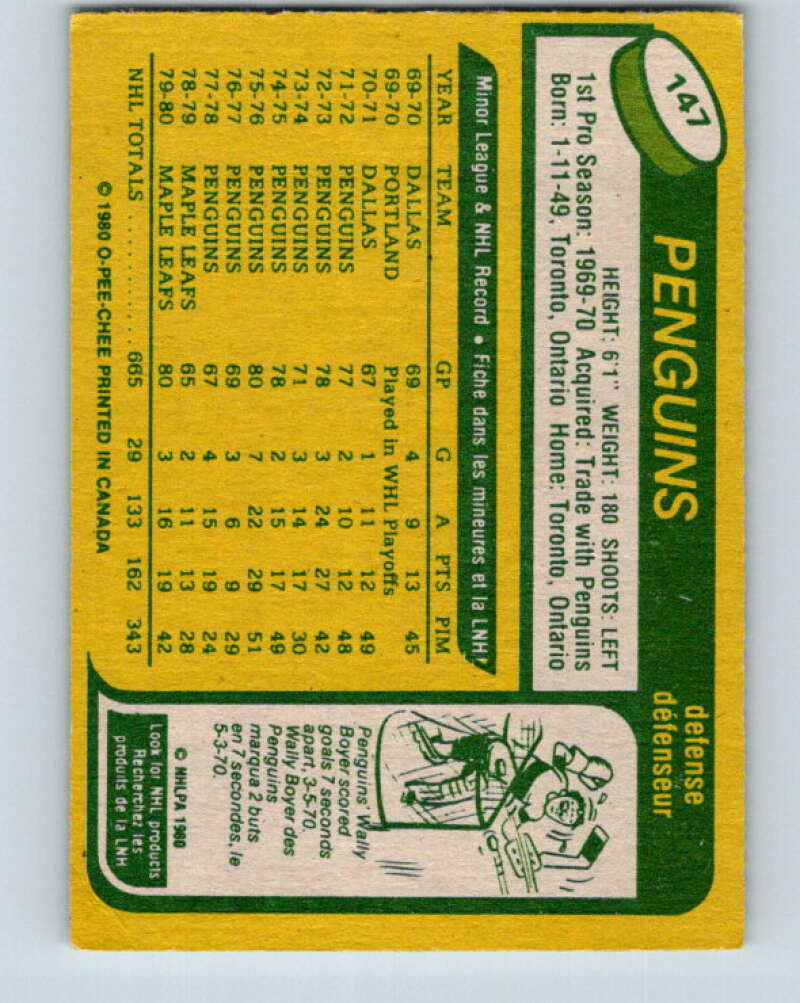 147
PENGUINS
defense
défenseur
HEIGHT: 6'1" WEIGHT: 180 SHOOTS: LEFT
1st Pro Season: 1969-70 Acquired: Trade with Penguins
Born: 1-11-49, Toronto, Ontario Home: Toronto, Ontario
Minor League & NHL Record • Fiche dans les mineures et la LNH
YEAR TEAM GP G A PTS PIM
69-70 DALLAS 69 4 9 13 45
69-70 PORTLAND Played in WHL Playoffs
70-71 DALLAS 67 1 11 12 49
71-72 PENGUINS 77 2 10 12 48
72-73 PENGUINS 78 3 24 27 42
73-74 PENGUINS 71 3 14 17 30
74-75 PENGUINS 78 2 15 17 49
75-76 PENGUINS 80 7 22 29 51
76-77 PENGUINS 69 3 6 9 29
77-78 PENGUINS 67 4 15 19 24
78-79 MAPLE LEAFS 65 2 11 13 28
79-80 MAPLE LEAFS 80 3 16 19 42
NHL TOTALS ............ 665 29 133 162 343
© 1980 O-PEE-CHEE PRINTED IN CANADA
Penguins' Wally
Boyer scored
goals 7 seconds
apart, 3-5-70.
Wally Boyer des
Penguins
marqua 2 buts
en 7 secondes, le
5-3-70.
© NHLPA 1980
Look for NHL products
Recherchez les
produits de la LNH